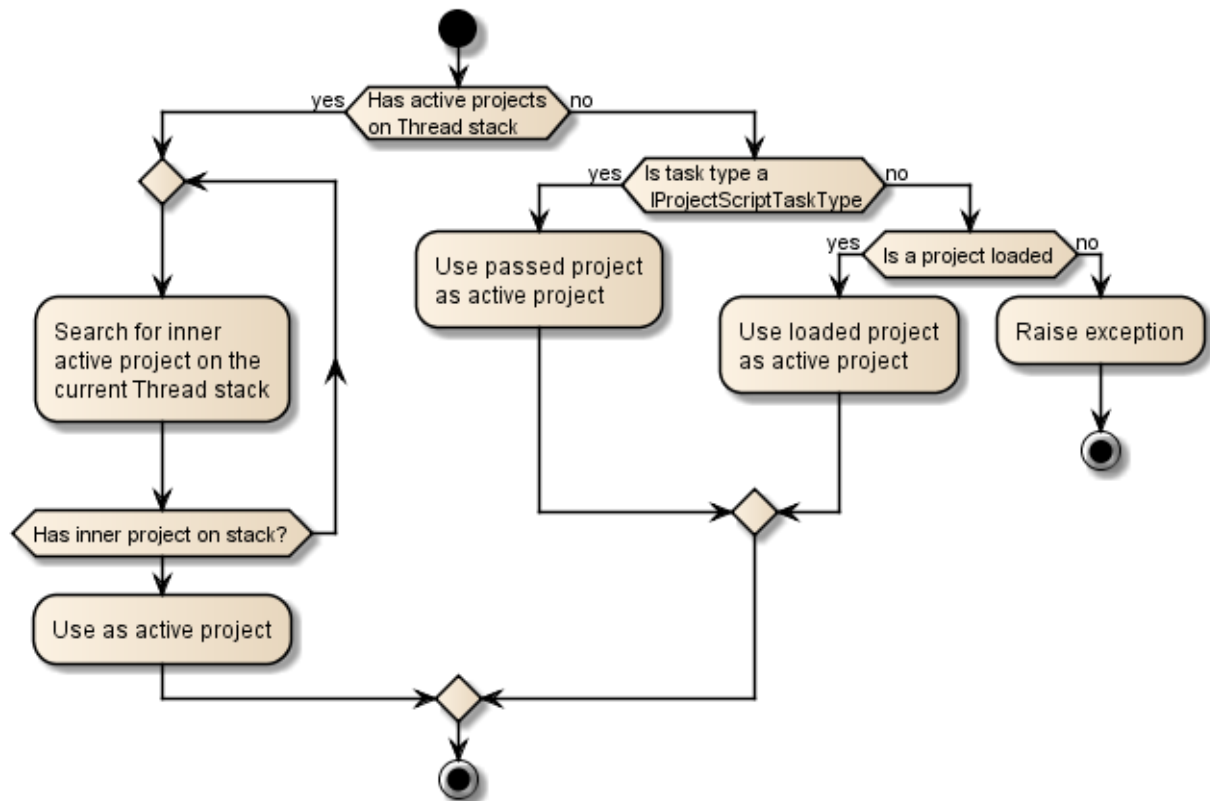 yes
Has active projects
on Thread stack
no
yes
Is task type a
IProjectScriptTaskType
no
Use passed project
as active project
yes
Is a project loaded
no
Search for inner
active project on the
current Thread stack
Use loaded project
as active project
Raise exception
Has inner project on stack?
Use as active project